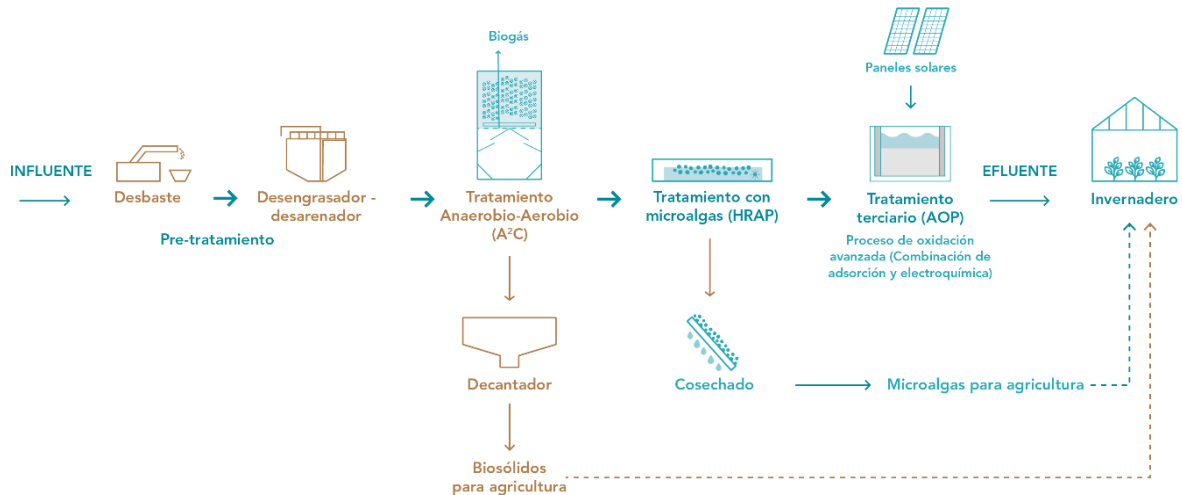 Biogás
Paneles solares
INFLUENTE
EFLUENTE
Desbaste
Desengrasador -
desarenador
Pre-tratamiento
Tratamiento
Anaerobio-Aerobio
(A²C)
Tratamiento con
microalgas (HRAP)
Tratamiento
terciario (AOP)
Proceso de oxidación
avanzada (Combinación de
adsorción y electroquímica)
Invernadero
Decantador
Cosechado
Microalgas para agricultura
Biosólidos
para agricultura